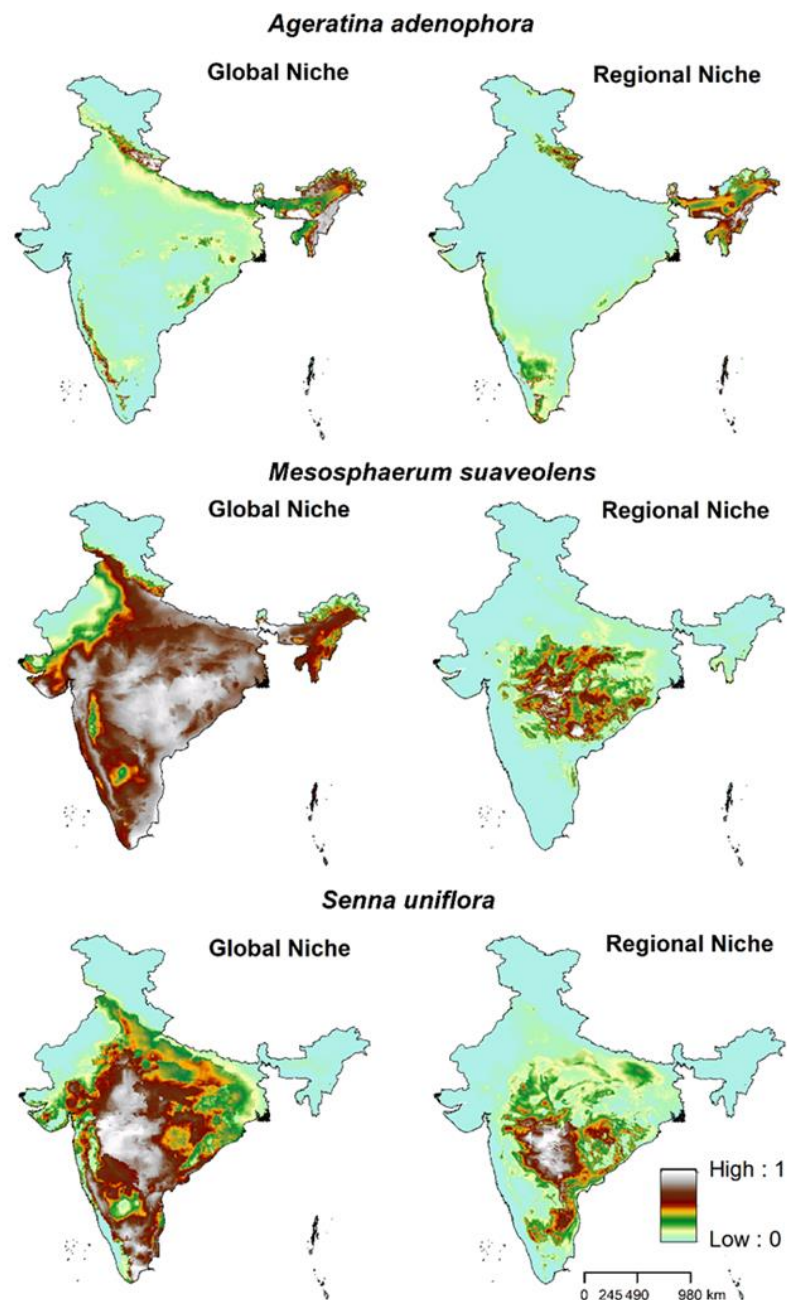 Ageratina adenophora
Global Niche
Regional Niche
Mesosphaerum suaveolens
Global Niche
Regional Niche
Senna uniflora
Global Niche
Regional Niche
High : 1
Low : 0
0 245 490 980 km